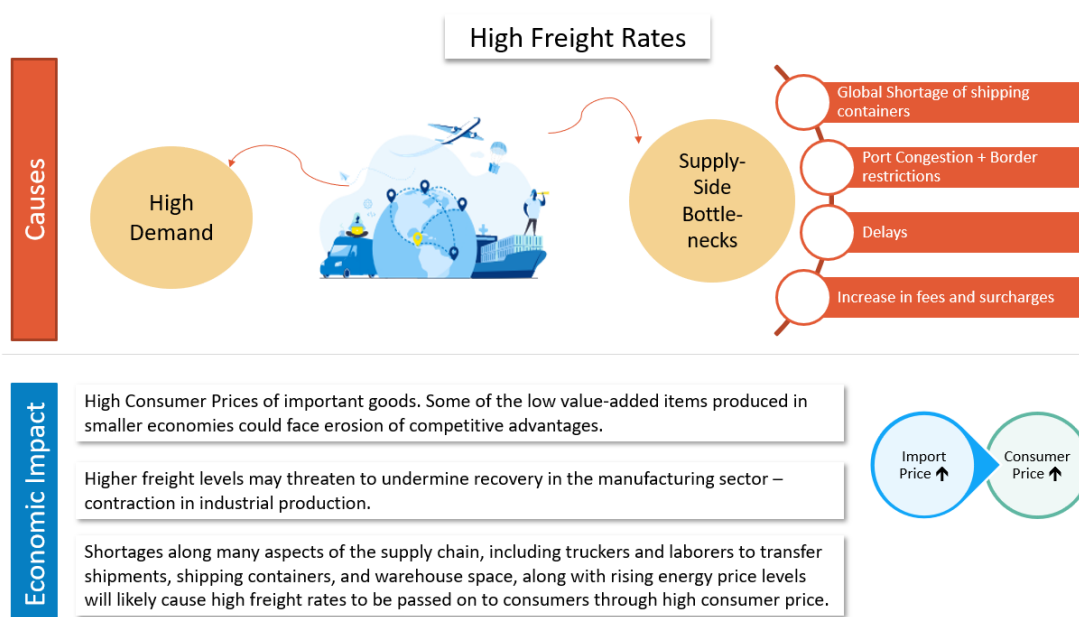 High Freight Rates
Causes
High
Demand
Supply-
Side
Bottle-
necks
Global Shortage of shipping
containers
Port Congestion + Border
restrictions
Delays
Increase in fees and surcharges
Economic Impact
High Consumer Prices of important goods. Some of the low value-added items produced in
smaller economies could face erosion of competitive advantages.
Higher freight levels may threaten to undermine recovery in the manufacturing sector –
contraction in industrial production.
Shortages along many aspects of the supply chain, including truckers and laborers to transfer
shipments, shipping containers, and warehouse space, along with rising energy price levels
will likely cause high freight rates to be passed on to consumers through high consumer price.
Import
Price ↑
Consumer
Price ↑